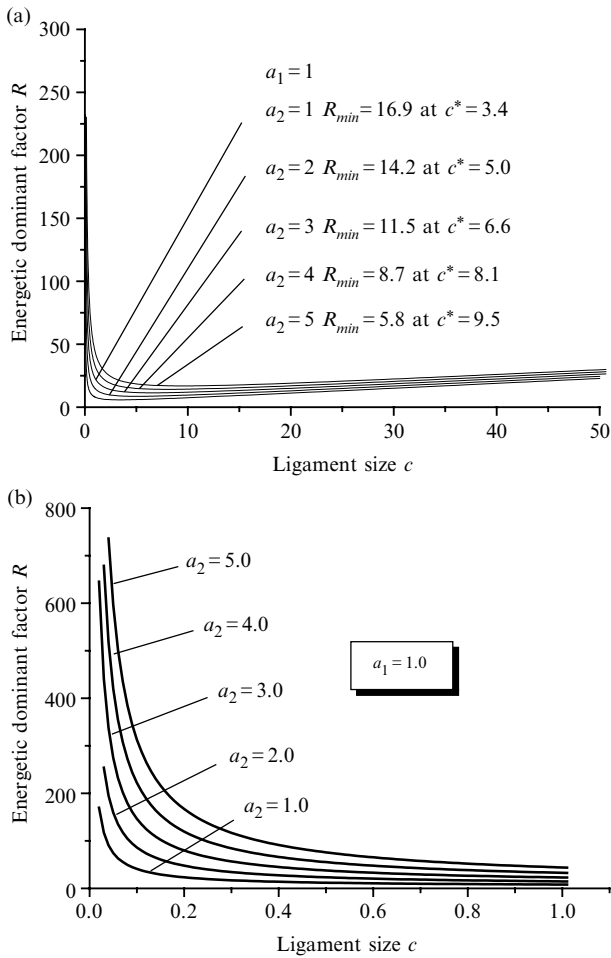 (a)
300
250
200
150
100
50
0
Energetic dominant factor R
a₁ = 1
a₂ = 1 Rₘᵢₙ = 16.9 at c* = 3.4
a₂ = 2 Rₘᵢₙ = 14.2 at c* = 5.0
a₂ = 3 Rₘᵢₙ = 11.5 at c* = 6.6
a₂ = 4 Rₘᵢₙ = 8.7 at c* = 8.1
a₂ = 5 Rₘᵢₙ = 5.8 at c* = 9.5
0 10 20 30 40 50
Ligament size c
(b)
800
600
400
200
0
Energetic dominant factor R
a₂ = 5.0
a₂ = 4.0
a₂ = 3.0
a₂ = 2.0
a₂ = 1.0
a₁ = 1.0
0.0 0.2 0.4 0.6 0.8 1.0
Ligament size c